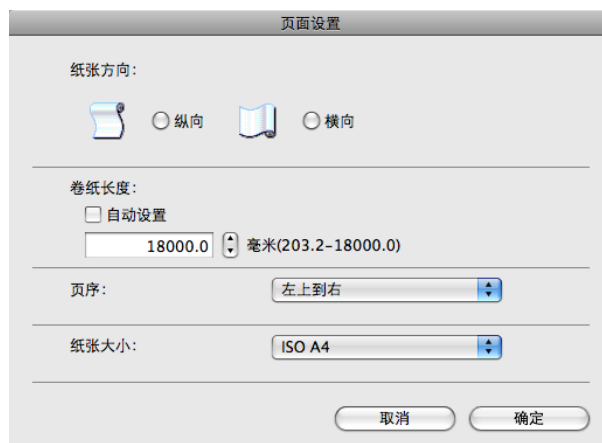 页面设置
纸张方向：
纵向 横向
卷纸长度：
自动设置
18000.0 毫米(203.2-18000.0)
页序： 左上到右
纸张大小： ISO A4
取消 确定